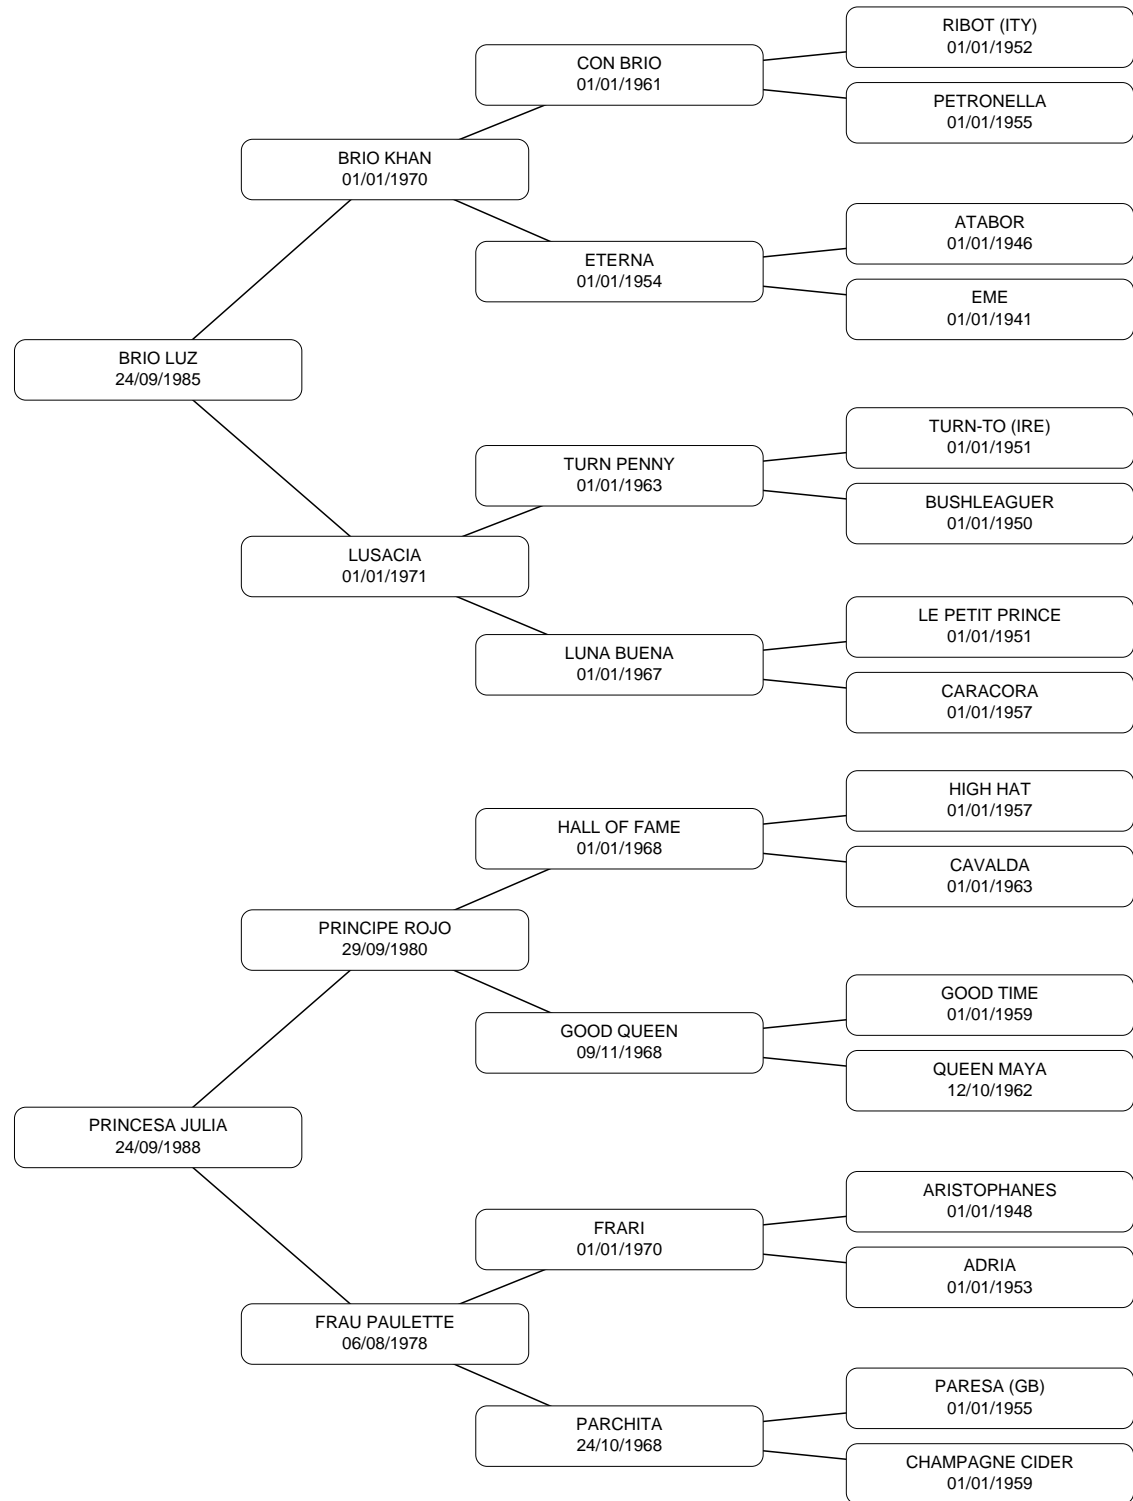 RIBOT (ITY)
01/01/1952
CON BRIO
01/01/1961
PETRONELLA
01/01/1955
BRIO KHAN
01/01/1970
ATABOR
01/01/1946
ETERNA
01/01/1954
EME
01/01/1941
BRIO LUZ
24/09/1985
TURN-TO (IRE)
01/01/1951
TURN PENNY
01/01/1963
BUSHLEAGUER
01/01/1950
LUSACIA
01/01/1971
LE PETIT PRINCE
01/01/1951
LUNA BUENA
01/01/1967
CARACORA
01/01/1957
HIGH HAT
01/01/1957
HALL OF FAME
01/01/1968
CAVALDA
01/01/1963
PRINCIPE ROJO
29/09/1980
GOOD TIME
01/01/1959
GOOD QUEEN
09/11/1968
QUEEN MAYA
12/10/1962
PRINCESA JULIA
24/09/1988
ARISTOPHANES
01/01/1948
FRARI
01/01/1970
ADRIA
01/01/1953
FRAU PAULETTE
06/08/1978
PARESA (GB)
01/01/1955
PARCHITA
24/10/1968
CHAMPAGNE CIDER
01/01/1959